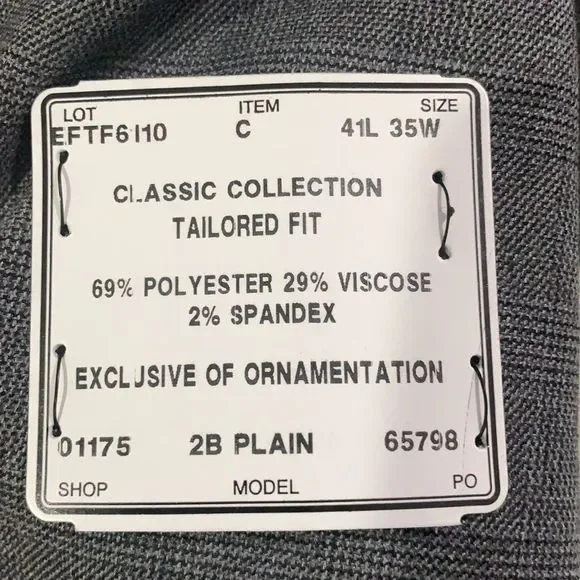 LOT ITEM SIZE
EFTF6I10 C 41L 35W
CLASSIC COLLECTION
TAILORED FIT
69% POLYESTER 29% VISCOSE
2% SPANDEX
EXCLUSIVE OF ORNAMENTATION
01175 2B PLAIN 65798
SHOP MODEL PO